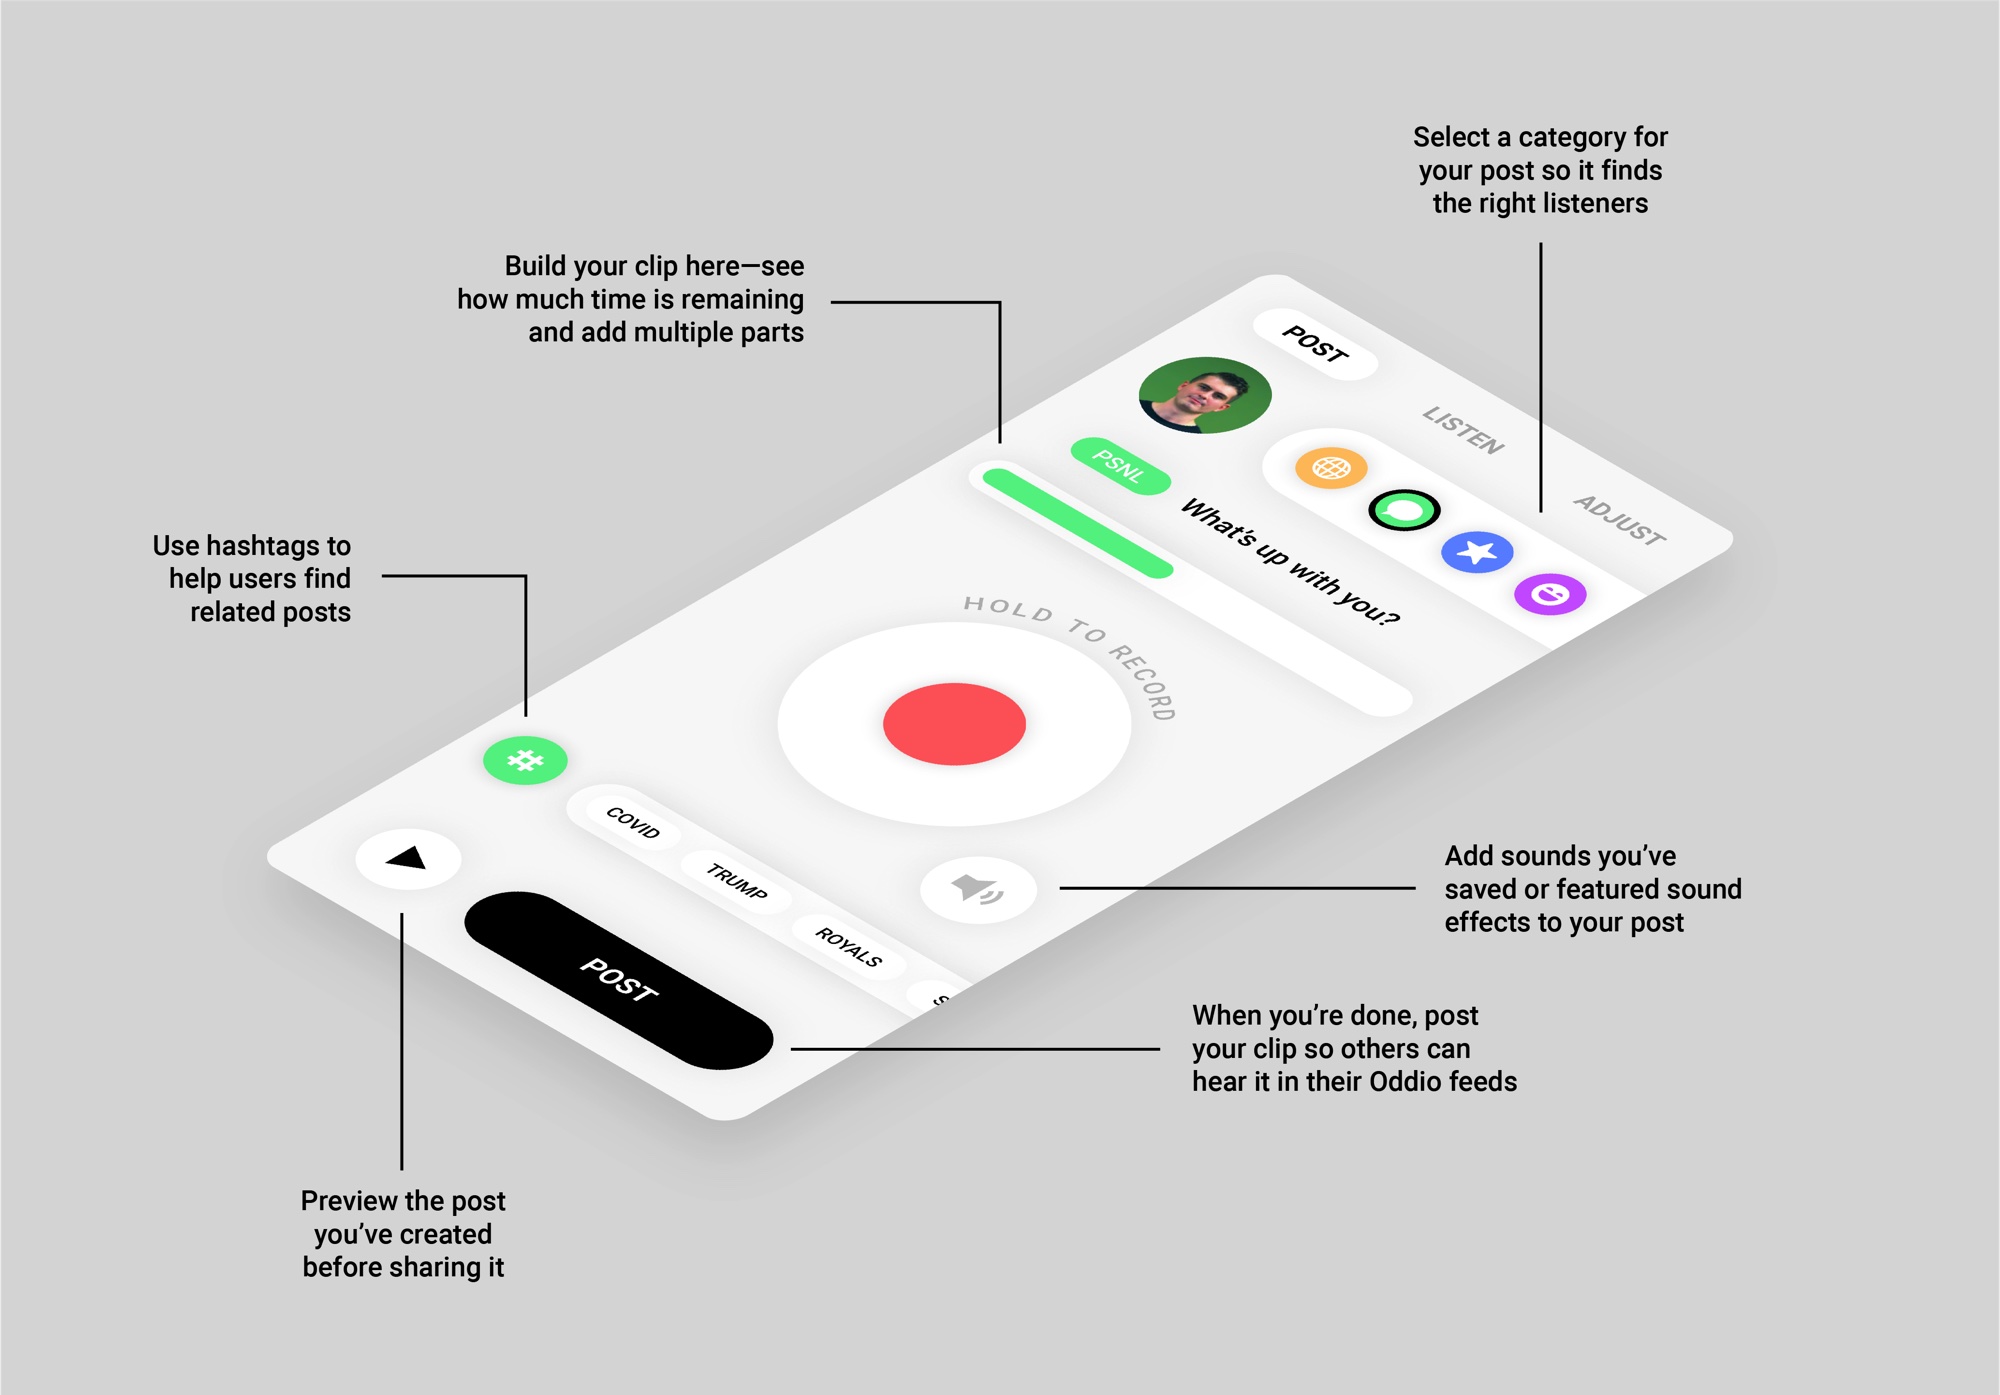 Select a category for
your post so it finds
the right listeners
Build your clip here—see
how much time is remaining
and add multiple parts
POST
LISTEN
ADJUST
PSNL
What's up with you?
HOLD TO RECORD
Use hashtags to
help users find
related posts
#
COVID
TRUMP
ROYALS
S
POST
Add sounds you’ve
saved or featured sound
effects to your post
When you’re done, post
your clip so others can
hear it in their Oddio feeds
Preview the post
you’ve created
before sharing it